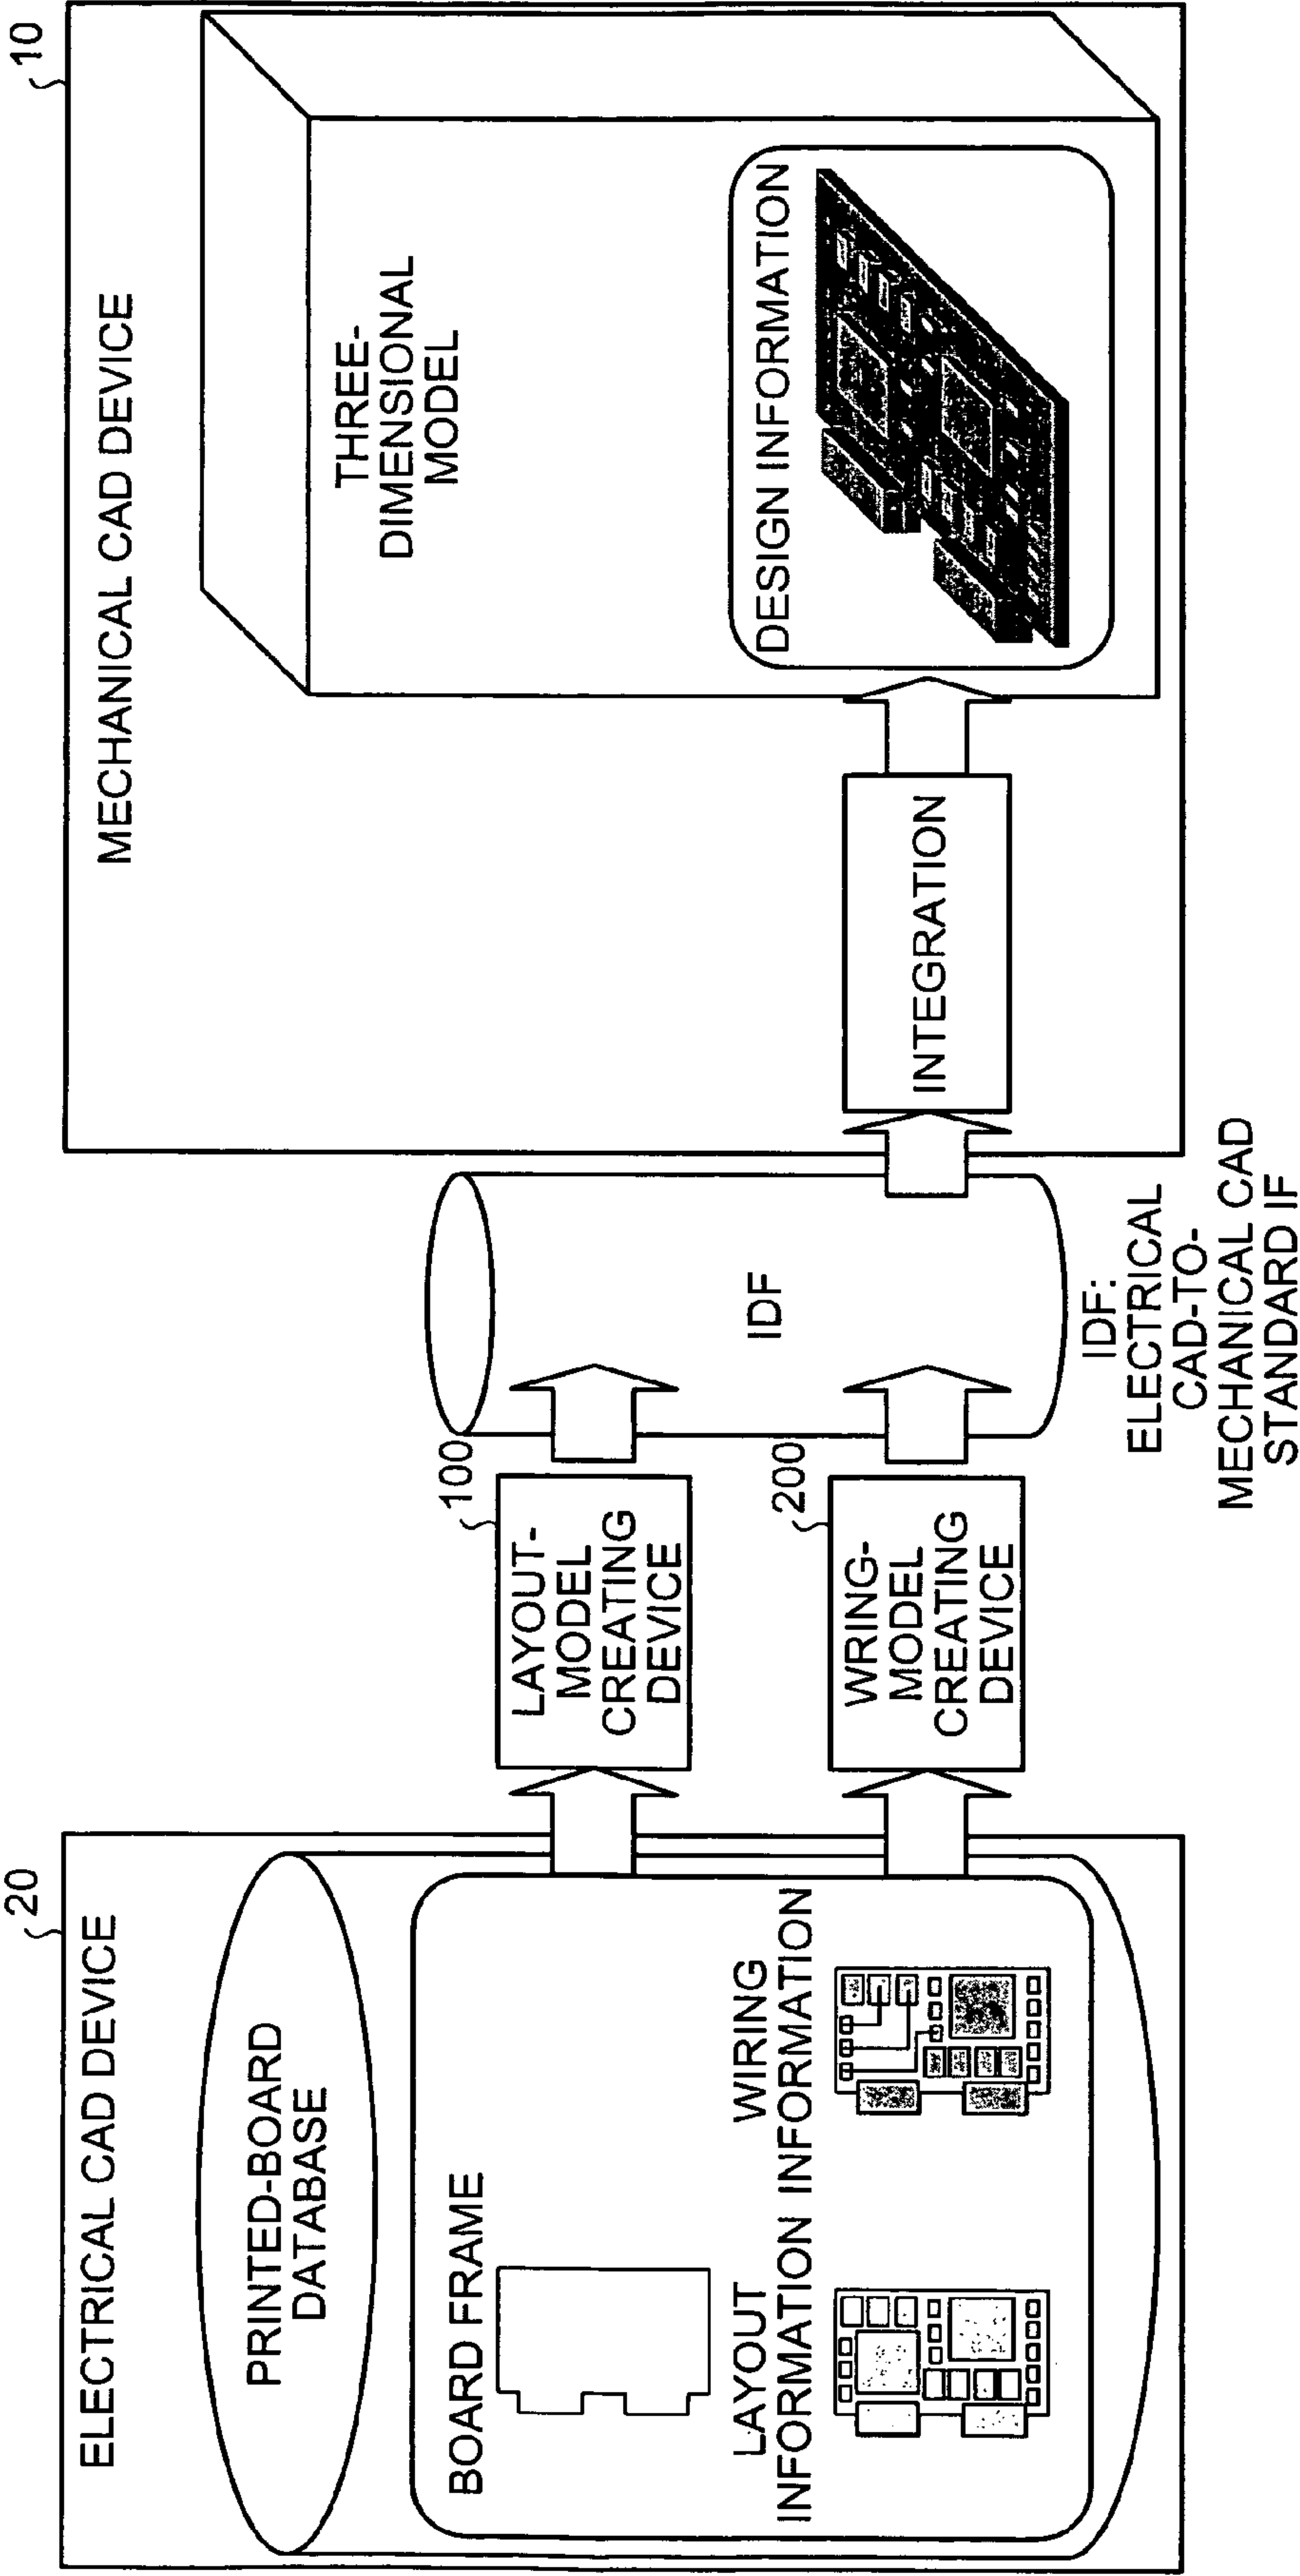 20
ELECTRICAL CAD DEVICE
PRINTED-BOARD
DATABASE
BOARD FRAME
LAYOUT
INFORMATION
WIRING
INFORMATION
100
LAYOUT-
MODEL
CREATING
DEVICE
200
WRING-
MODEL
CREATING
DEVICE
IDF
IDF:
ELECTRICAL
CAD-TO-
MECHANICAL CAD
STANDARD IF
10
MECHANICAL CAD DEVICE
INTEGRATION
THREE-
DIMENSIONAL
MODEL
DESIGN INFORMATION